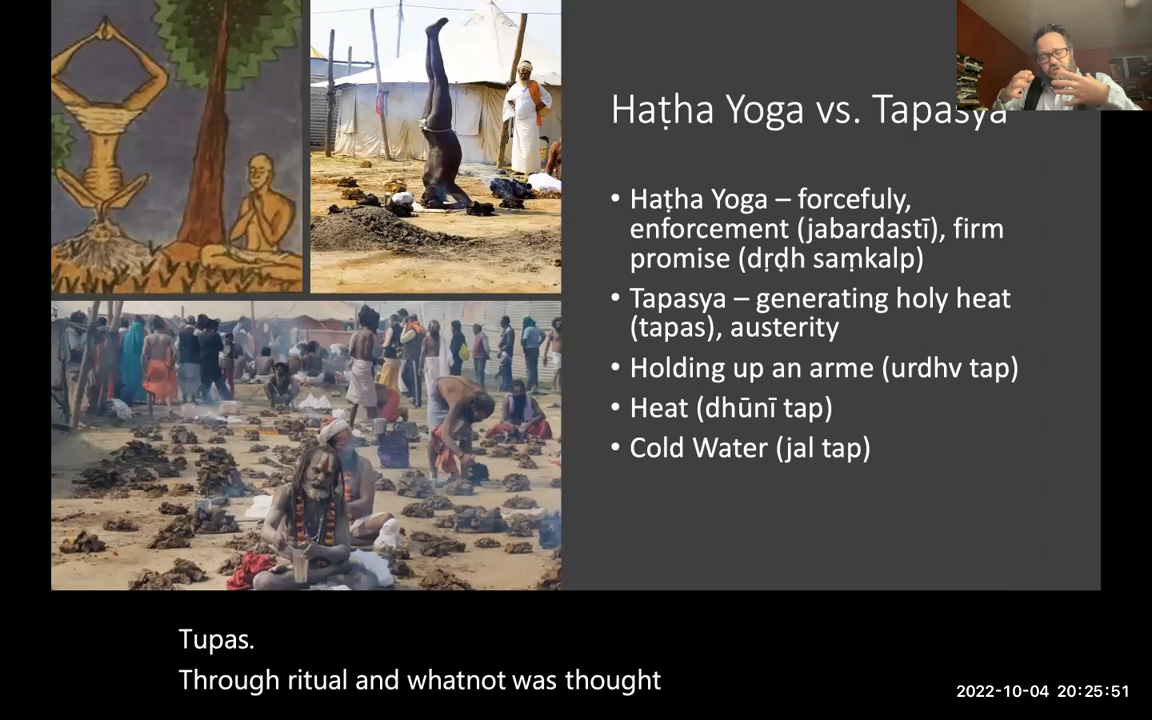 Haṭha Yoga vs. Tapasya
• Haṭha Yoga – forcefuly,
enforcement (jabardastī), firm
promise (dṛḍh saṃkalp)
• Tapasya – generating holy heat
(tapas), austerity
• Holding up an arme (urdhv tap)
• Heat (dhūnī tap)
• Cold Water (jal tap)
Tupas.
Through ritual and whatnot was thought
2022-10-04 20:25:51